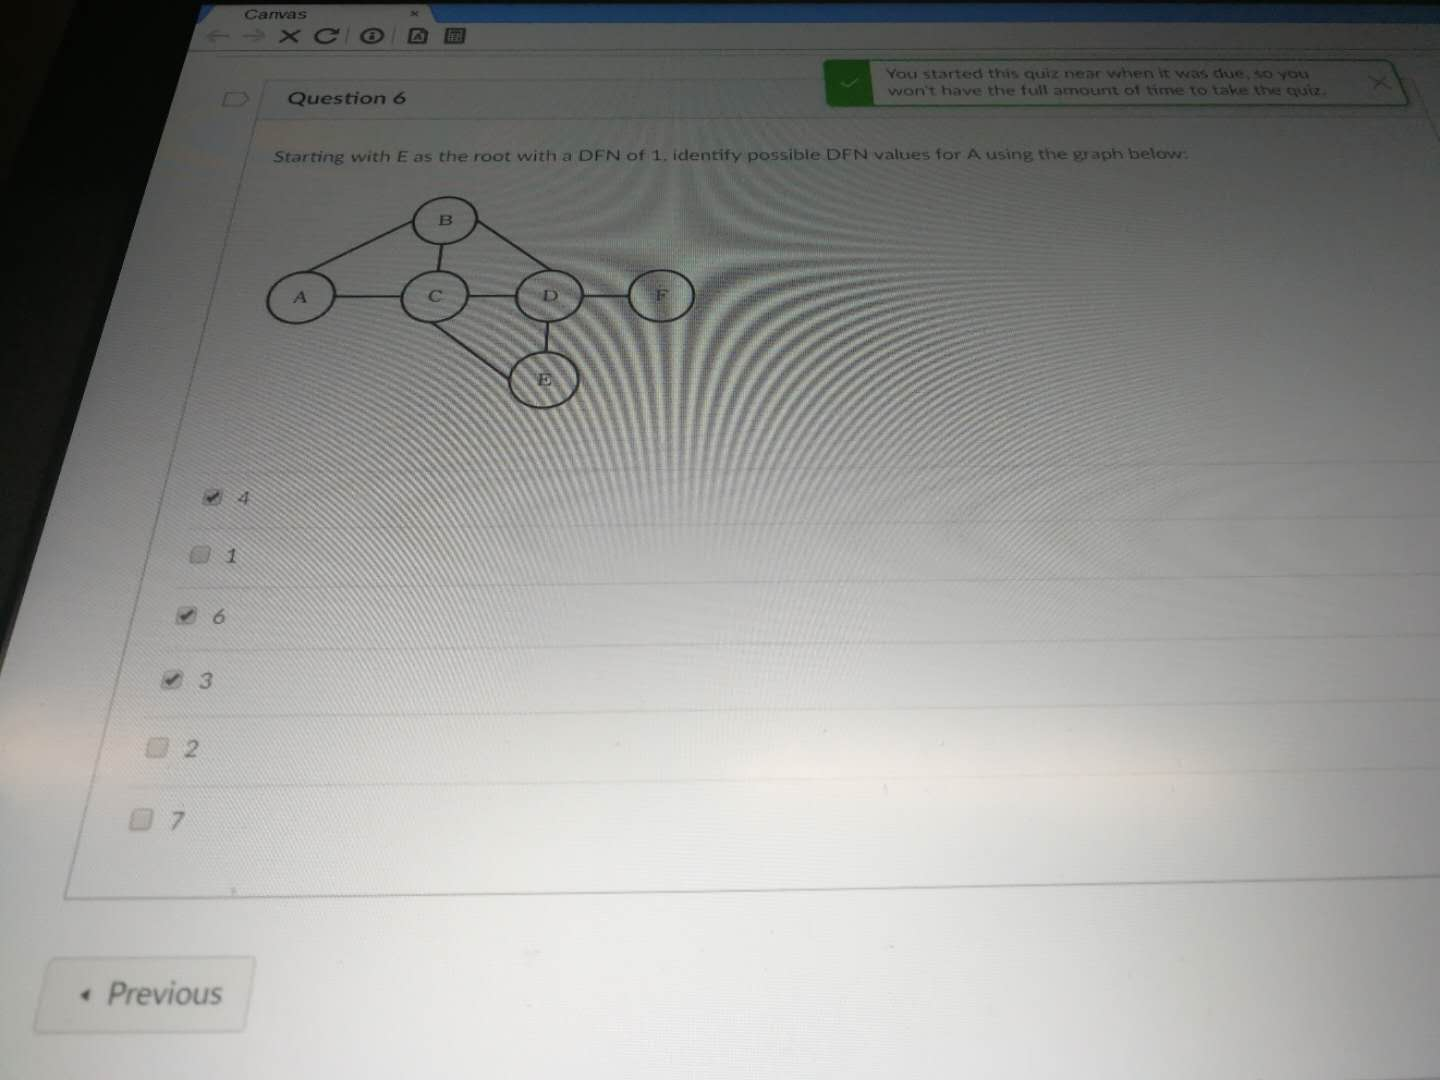 Canvas
You started this quiz near when it was due, so you
won't have the full amount of time to take the quiz.
Question 6
Starting with E as the root with a DFN of 1, identify possible DFN values for A using the graph below:
B
A C D F
E
4
1
6
3
2
7
Previous